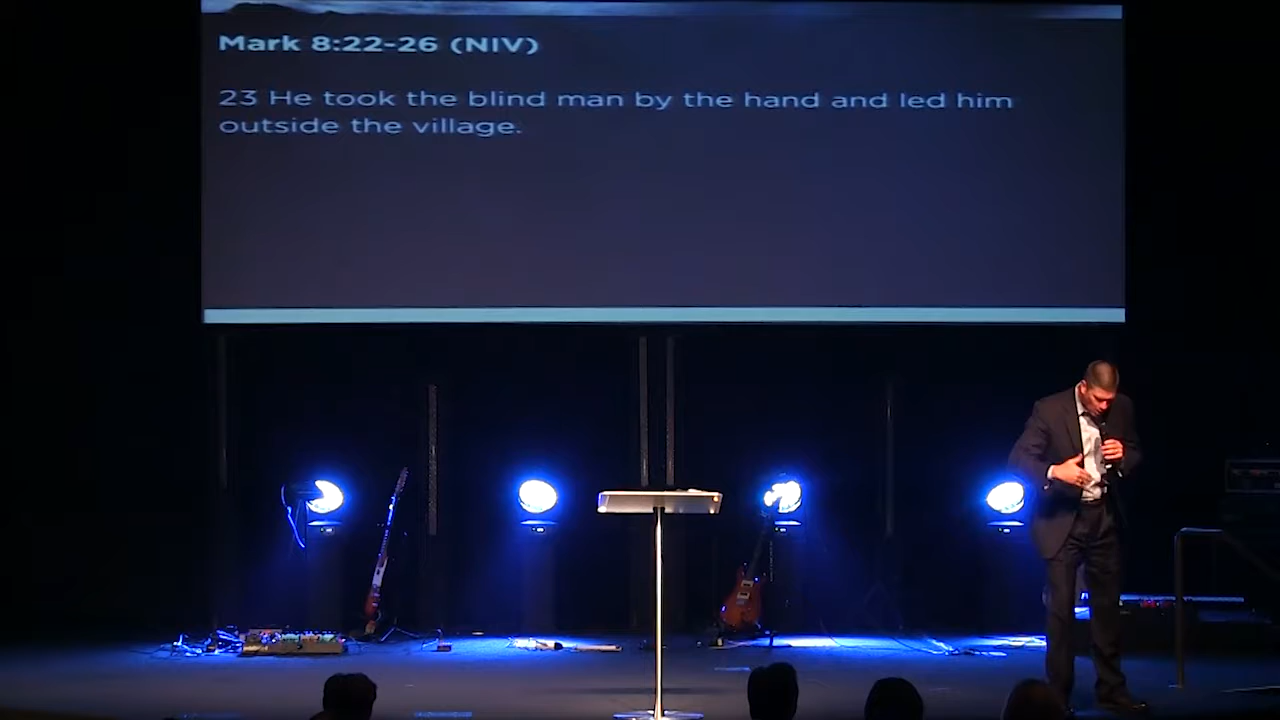 Mark 8:22-26 (NIV)
23 He took the blind man by the hand and led him
outside the village.